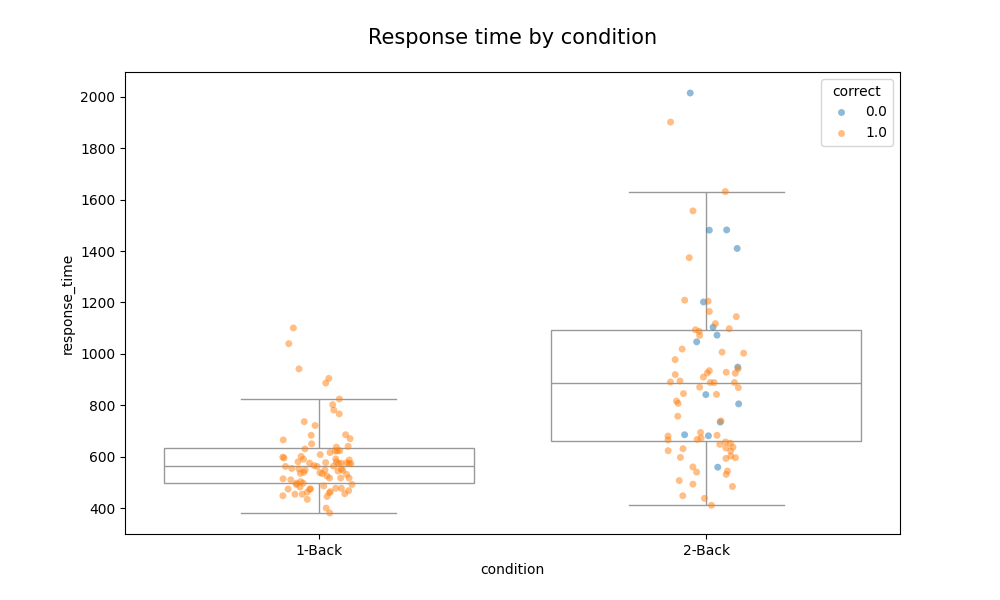 Response time by condition
correct
0.0
1.0
response_time
2000
1800
1600
1400
1200
1000
800
600
400
1-Back
2-Back
condition